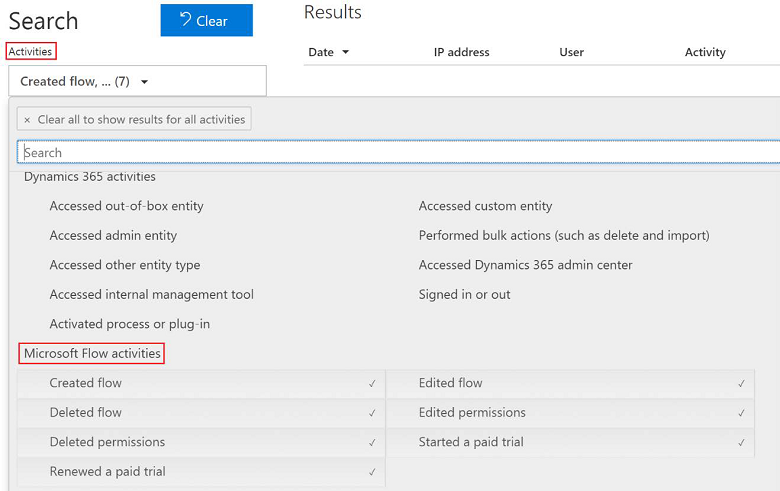 Search
Clear
Results
Activities
Date IP address User Activity
Created flow, ... (7)
× Clear all to show results for all activities
Search
Dynamics 365 activities
Accessed out-of-box entity Accessed custom entity
Accessed admin entity Performed bulk actions (such as delete and import)
Accessed other entity type Accessed Dynamics 365 admin center
Accessed internal management tool Signed in or out
Activated process or plug-in
Microsoft Flow activities
Created flow ✓ Edited flow ✓
Deleted flow ✓ Edited permissions ✓
Deleted permissions ✓ Started a paid trial ✓
Renewed a paid trial ✓